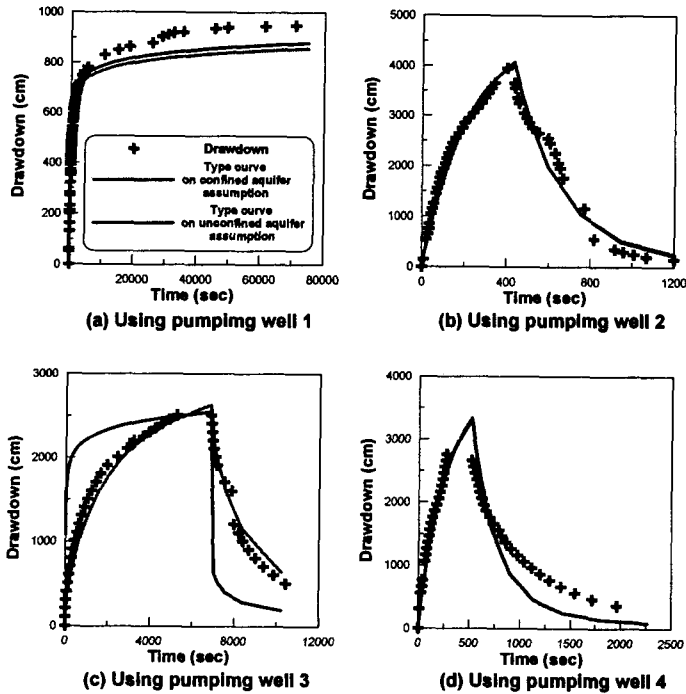 1000
800
600
400
200
0
Drawdown (cm)
Drawdown
Type curve
on confined aquifer
assumption
Type curve
on unconfined aquifer
assumption
20000 40000 60000 80000
Time (sec)
(a) Using pumpimg well 1
5000
4000
3000
2000
1000
0
Drawdown (cm)
0 400 800 1200
Time (sec)
(b) Using pumpimg well 2
3000
2000
1000
0
Drawdown (cm)
0 4000 8000 12000
Time (sec)
(c) Using pumpimg well 3
4000
3000
2000
1000
0
Drawdown (cm)
0 500 1000 1500 2000 2500
Time (sec)
(d) Using pumpimg well 4